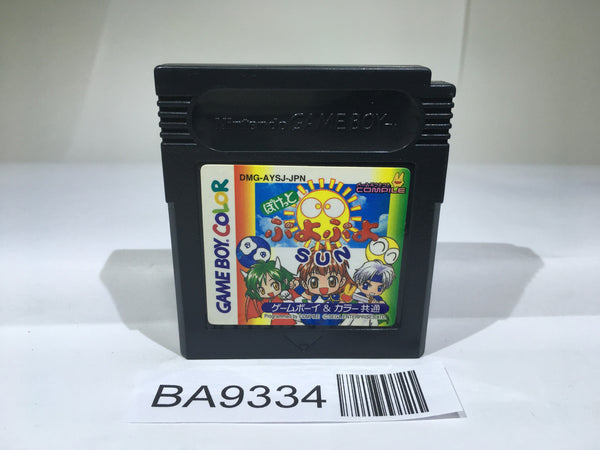 Nintendo GAME BOY
DMG-AYSJ-JPN
COMPILE
GAME BOY COLOR
ぽけっと
ぷよぷよ
SUN
ゲームボーイ & カラー 共通
BA9334